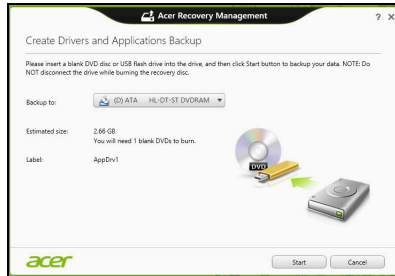 Acer Recovery Management
? X
Create Drivers and Applications Backup
Please insert a blank DVD disc or USB flash drive into the drive, and then click Start button to backup your data. NOTE: Do
NOT disconnect the drive while burning the recovery disc.
Backup to: (D) ATA HL-DT-ST DVDRAM
Estimated size: 2.66 GB
You will need 1 blank DVDs to burn.
Label: AppDrv1
DVD
acer
Start Cancel